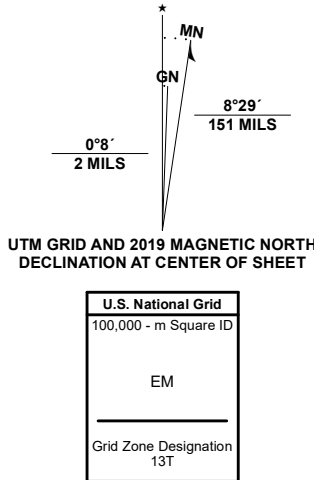 ★
MN
GN
8°29´
151 MILS
0°8´
2 MILS
UTM GRID AND 2019 MAGNETIC NORTH
DECLINATION AT CENTER OF SHEET
U.S. National Grid
100,000 - m Square ID
EM
Grid Zone Designation
13T